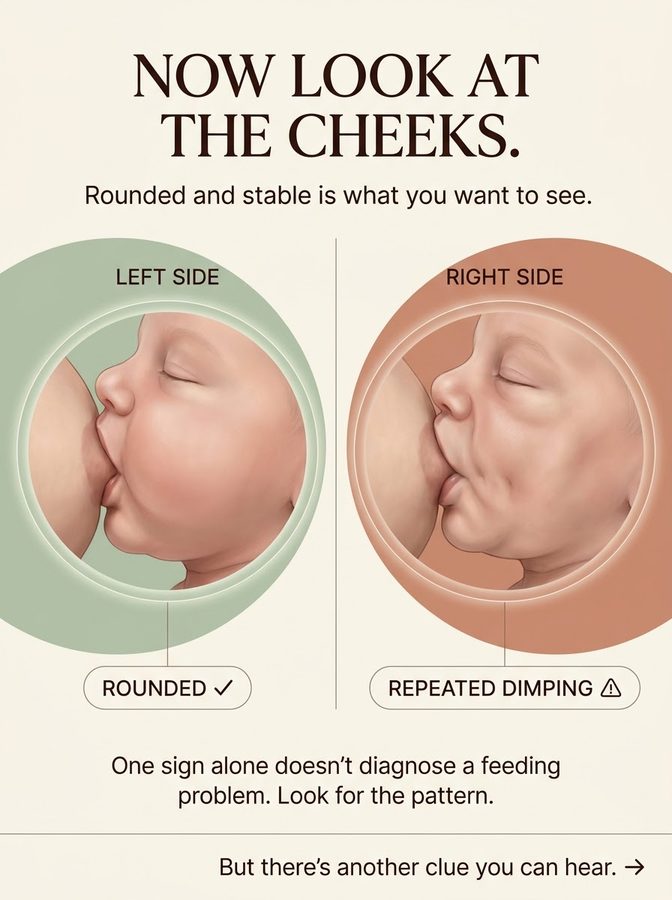 NOW LOOK AT
THE CHEEKS.
Rounded and stable is what you want to see.
LEFT SIDE
RIGHT SIDE
ROUNDED ✓
REPEATED DIMPING ⚠
One sign alone doesn’t diagnose a feeding
problem. Look for the pattern.
But there’s another clue you can hear. →